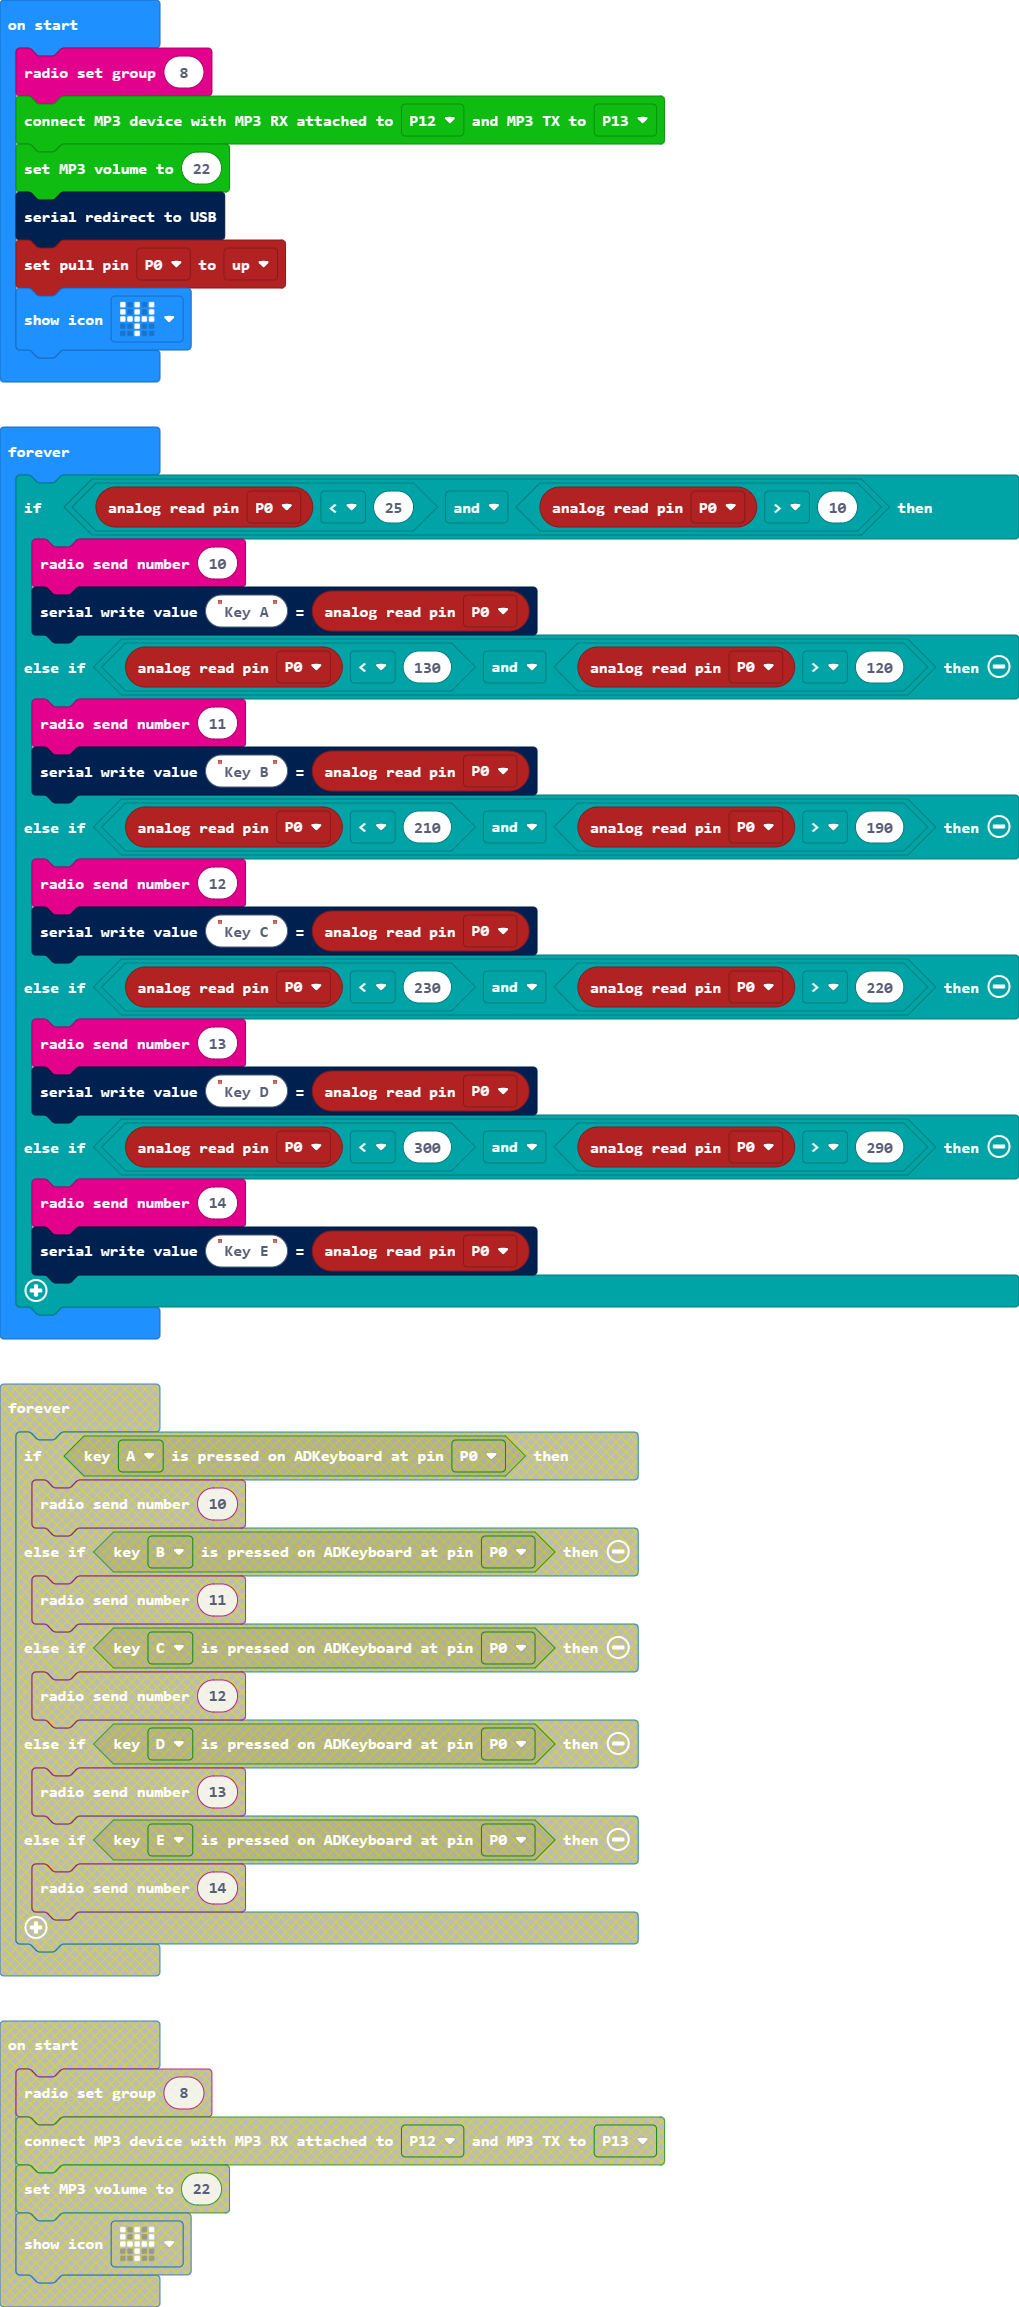 on start
radio set group 8
connect MP3 device with MP3 RX attached to P12 and MP3 TX to P13
set MP3 volume to 22
serial redirect to USB
set pull pin P0 to up
show icon
forever
if analog read pin P0 < 25 and analog read pin P0 > 10 then
radio send number 10
serial write value "Key A" = analog read pin P0
else if analog read pin P0 < 130 and analog read pin P0 > 120 then
radio send number 11
serial write value "Key B" = analog read pin P0
else if analog read pin P0 < 210 and analog read pin P0 > 190 then
radio send number 12
serial write value "Key C" = analog read pin P0
else if analog read pin P0 < 230 and analog read pin P0 > 220 then
radio send number 13
serial write value "Key D" = analog read pin P0
else if analog read pin P0 < 300 and analog read pin P0 > 290 then
radio send number 14
serial write value "Key E" = analog read pin P0
forever
if key A is pressed on ADKeyboard at pin P0 then
radio send number 10
else if key B is pressed on ADKeyboard at pin P0 then
radio send number 11
else if key C is pressed on ADKeyboard at pin P0 then
radio send number 12
else if key D is pressed on ADKeyboard at pin P0 then
radio send number 13
else if key E is pressed on ADKeyboard at pin P0 then
radio send number 14
on start
radio set group 8
connect MP3 device with MP3 RX attached to P12 and MP3 TX to P13
set MP3 volume to 22
show icon